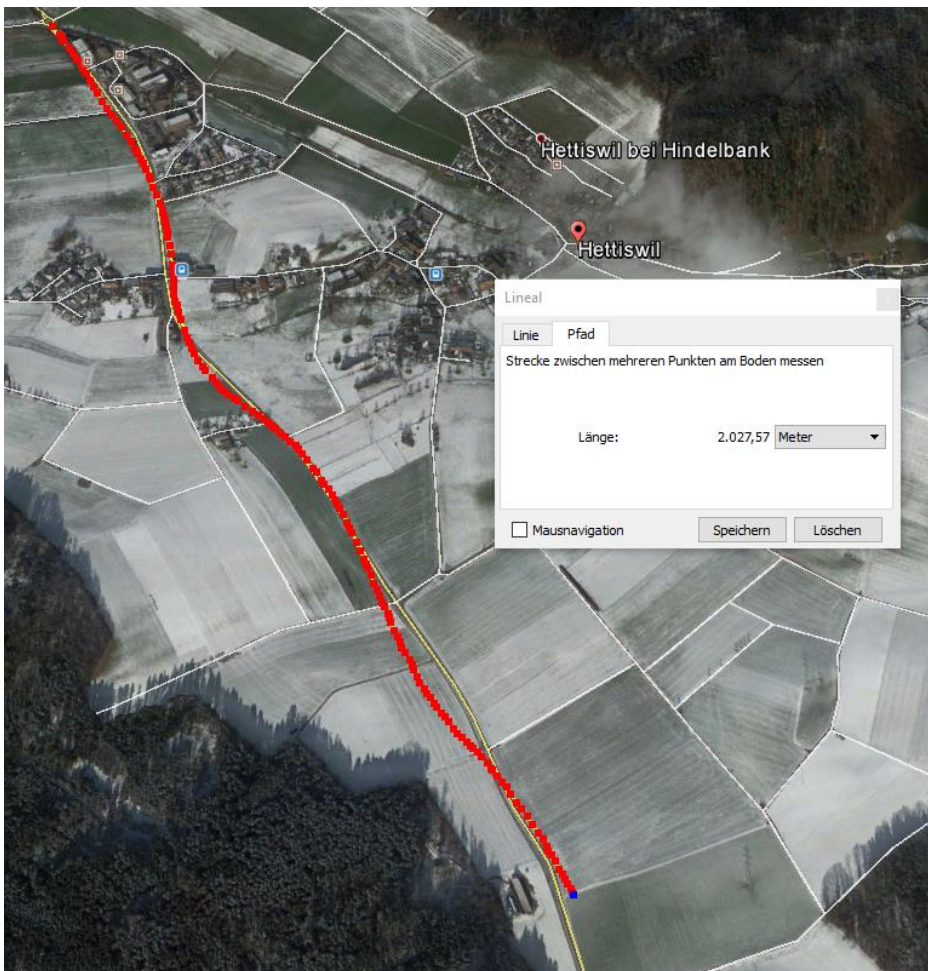 Hettiswil bei Hindelbank
Hettiswil
Lineal
Linie Pfad
Strecke zwischen mehreren Punkten am Boden messen
Länge: 2.027,57 Meter
Mausnavigation Speichern Löschen